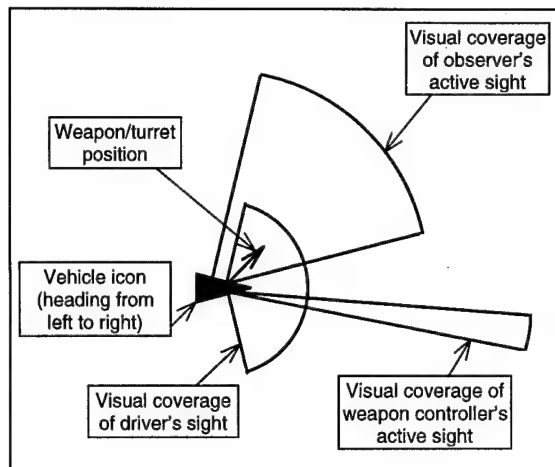 Visual coverage
of observer's
active sight
Weapon/turret
position
Vehicle icon
(heading from
left to right)
Visual coverage
of driver's sight
Visual coverage of
weapon controller's
active sight